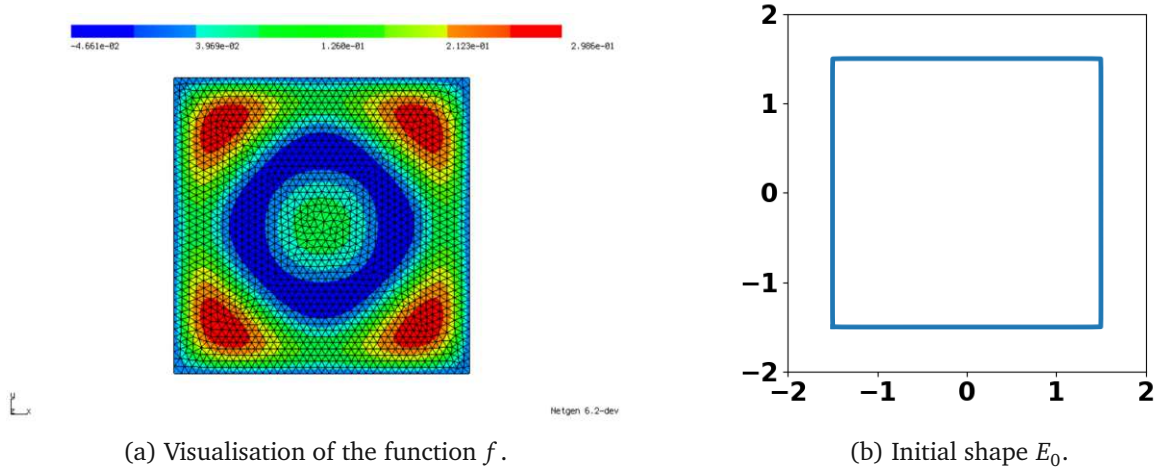 -4.661e-02 3.969e-02 1.260e-01 2.123e-01 2.986e-01
y
x
Netgen 6.2-dev
(a) Visualisation of the function f.
2
1
0
−1
−2
−2 −1 0 1 2
(b) Initial shape E₀.